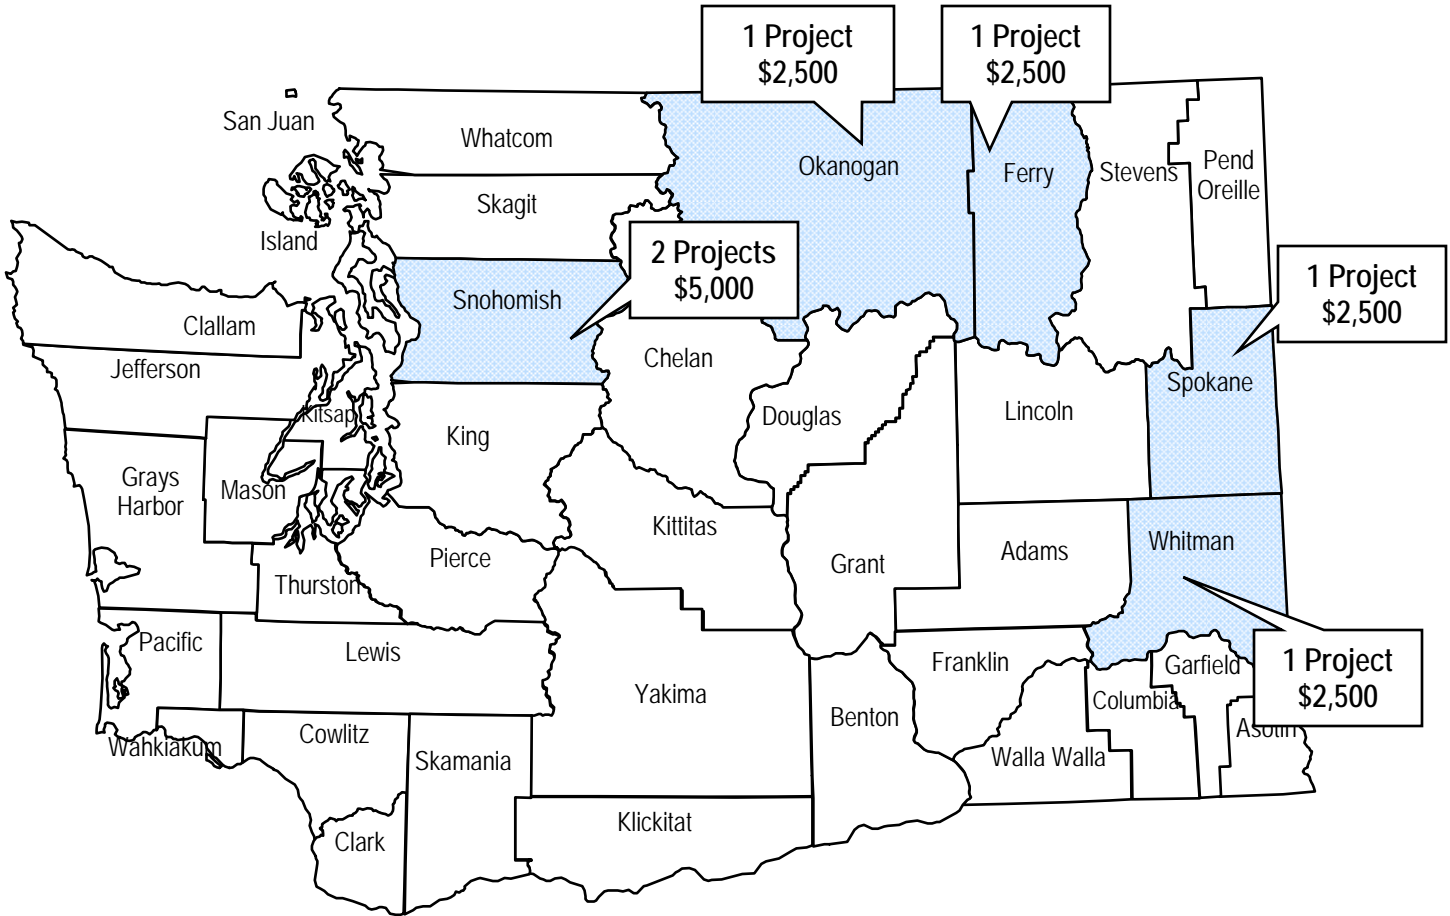 1 Project
$2,500
1 Project
$2,500
San Juan
Whatcom
Okanogan
Ferry
Stevens
Pend
Oreille
Skagit
Island
2 Projects
$5,000
1 Project
$2,500
Snohomish
Clallam
Chelan
Jefferson
Spokane
Kitsap
Douglas
Lincoln
King
Grays
Harbor
Mason
Kittitas
Whitman
Adams
Pierce
Grant
Thurston
Pacific
Lewis
Franklin
Garfield
1 Project
$2,500
Yakima
Columbia
Benton
Asotin
Wahkiakum
Cowlitz
Skamania
Walla Walla
Klickitat
Clark